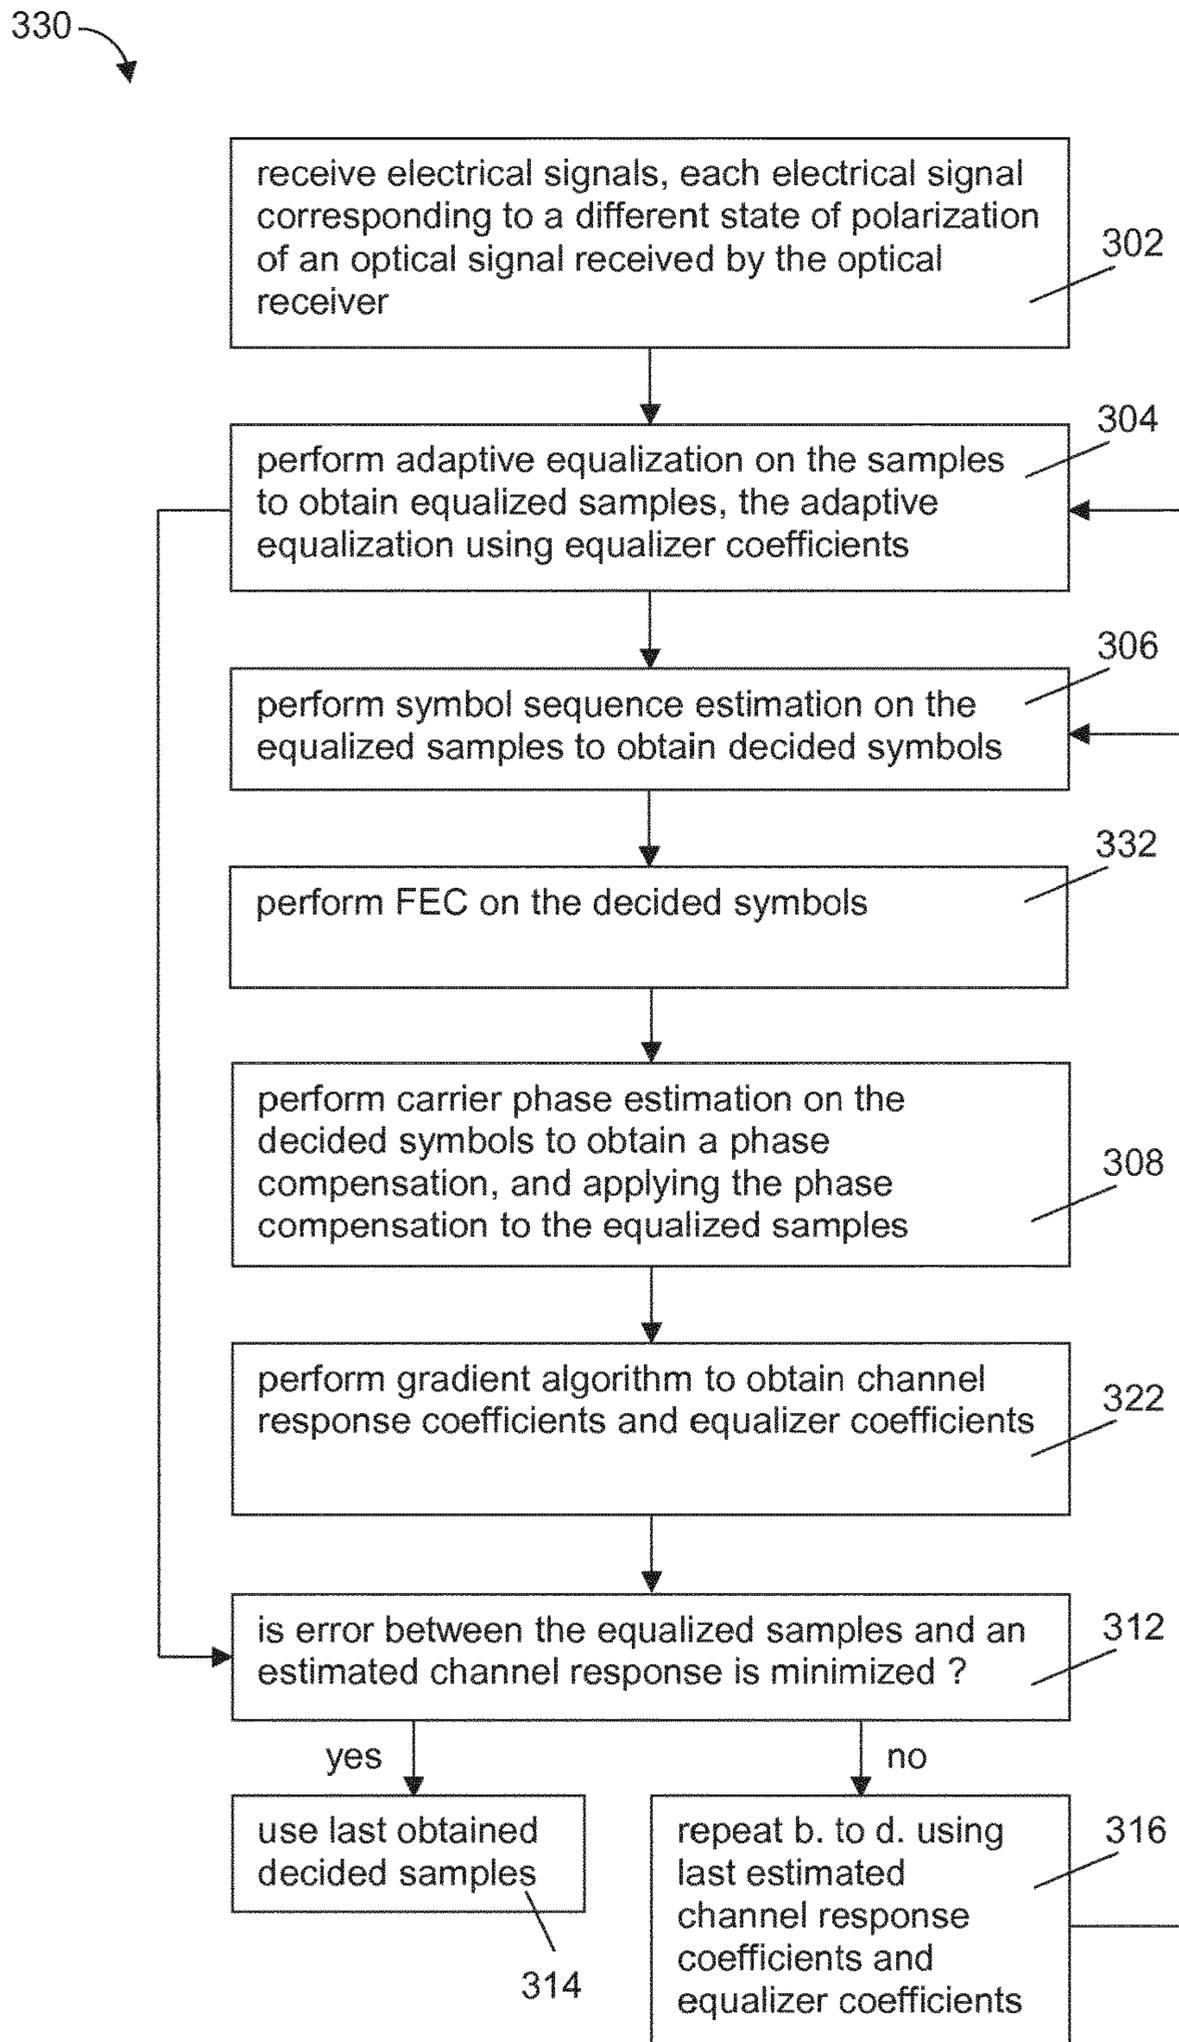 330
receive electrical signals, each electrical signal
corresponding to a different state of polarization
of an optical signal received by the optical
receiver
302
304
perform adaptive equalization on the samples
to obtain equalized samples, the adaptive
equalization using equalizer coefficients
306
perform symbol sequence estimation on the
equalized samples to obtain decided symbols
332
perform FEC on the decided symbols
perform carrier phase estimation on the
decided symbols to obtain a phase
compensation, and applying the phase
compensation to the equalized samples
308
perform gradient algorithm to obtain channel
response coefficients and equalizer coefficients
322
is error between the equalized samples and an
estimated channel response is minimized ?
312
yes
no
use last obtained
decided samples
314
repeat b. to d. using
last estimated
channel response
coefficients and
equalizer coefficients
316